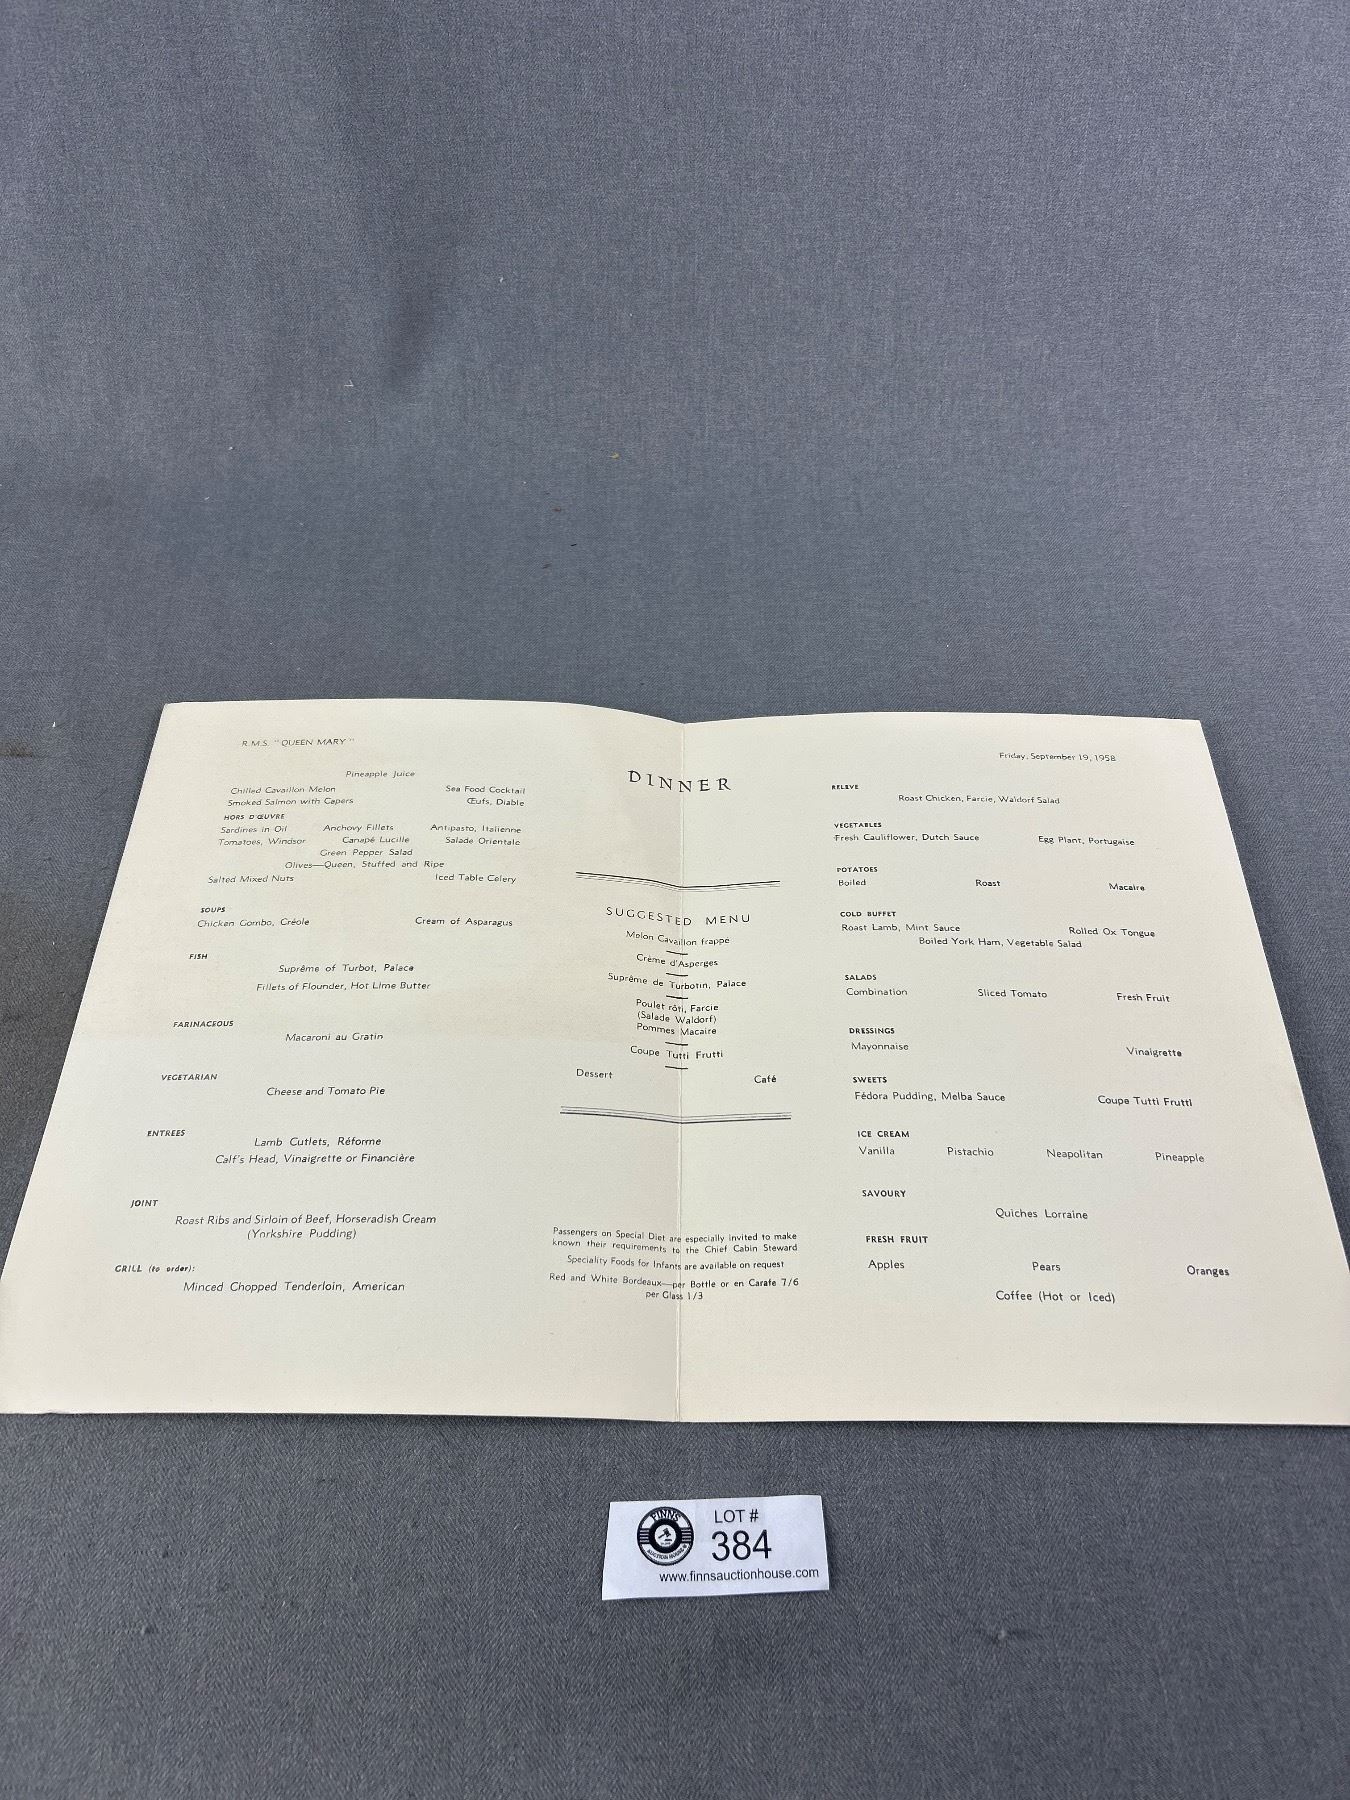 R.M.S. "QUEEN MARY"
Pineapple Juice
Chilled Cavaillon Melon Sea Food Cocktail
Smoked Salmon with Capers Œufs, Diable
HORS D'ŒUVRE
Sardines in Oil Anchovy Fillets Antipasto, Italienne
Tomatoes, Windsor Canapé Lucille Salade Orientale
Green Pepper Salad
Olives—Queen, Stuffed and Ripe
Salted Mixed Nuts Iced Table Celery
SOUPS
Chicken Gombo, Créole Cream of Asparagus
FISH
Suprême of Turbot, Palace
Fillets of Flounder, Hot Lime Butter
FARINACEOUS
Macaroni au Gratin
VEGETARIAN
Cheese and Tomato Pie
ENTREES
Lamb Cutlets, Réforme
Calf's Head, Vinaigrette or Financière
JOINT
Roast Ribs and Sirloin of Beef, Horseradish Cream
(Yorkshire Pudding)
GRILL (to order):
Minced Chopped Tenderloin, American
DINNER
SUGGESTED MENU
Melon Cavaillon frappé
Crème d'Asperges
Suprême de Turbotin, Palace
Poulet rôti, Farcie
(Salade Waldorf)
Pommes Macaire
Coupe Tutti Frutti
Dessert Café
Passengers on Special Diet are especially invited to make
known their requirements to the Chief Cabin Steward
Speciality Foods for Infants are available on request
Red and White Bordeaux—per Bottle or en Carafe 7/6
per Glass 1/3
Friday, September 19, 1958
RELEVE
Roast Chicken, Farcie, Waldorf Salad
VEGETABLES
Fresh Cauliflower, Dutch Sauce Egg Plant, Portugaise
POTATOES
Boiled Roast Macaire
COLD BUFFET
Roast Lamb, Mint Sauce Rolled Ox Tongue
Boiled York Ham, Vegetable Salad
SALADS
Combination Sliced Tomato Fresh Fruit
DRESSINGS
Mayonnaise Vinaigrette
SWEETS
Fédora Pudding, Melba Sauce Coupe Tutti Frutti
ICE CREAM
Vanilla Pistachio Neapolitan Pineapple
SAVOURY
Quiches Lorraine
FRESH FRUIT
Apples Pears Oranges
Coffee (Hot or Iced)
FINNS
AUCTION HOUSE
LOT #
384
www.finnsauctionhouse.com